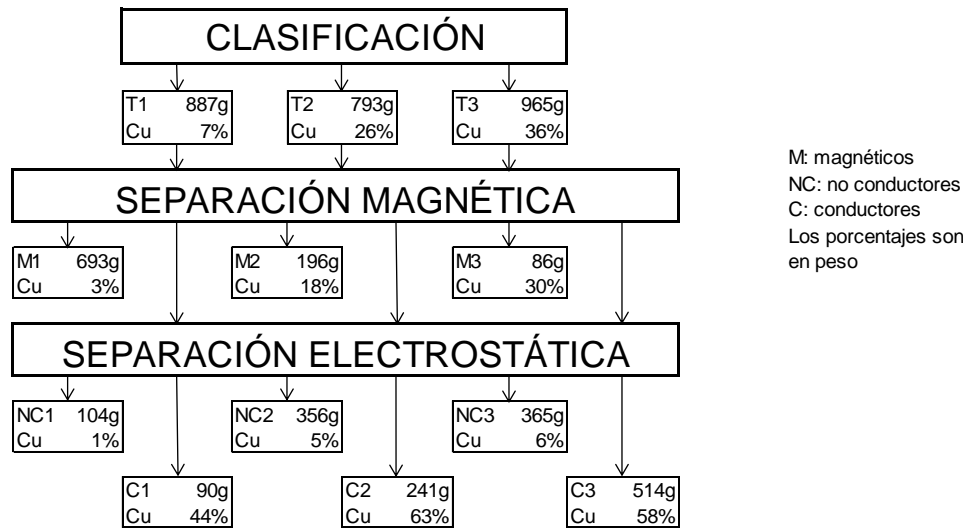 CLASIFICACIÓN
T1 887g
Cu 7%
T2 793g
Cu 26%
T3 965g
Cu 36%
M: magnéticos
NC: no conductores
C: conductores
Los porcentajes son
en peso
SEPARACIÓN MAGNÉTICA
M1 693g
Cu 3%
M2 196g
Cu 18%
M3 86g
Cu 30%
SEPARACIÓN ELECTROSTÁTICA
NC1 104g
Cu 1%
NC2 356g
Cu 5%
NC3 365g
Cu 6%
C1 90g
Cu 44%
C2 241g
Cu 63%
C3 514g
Cu 58%